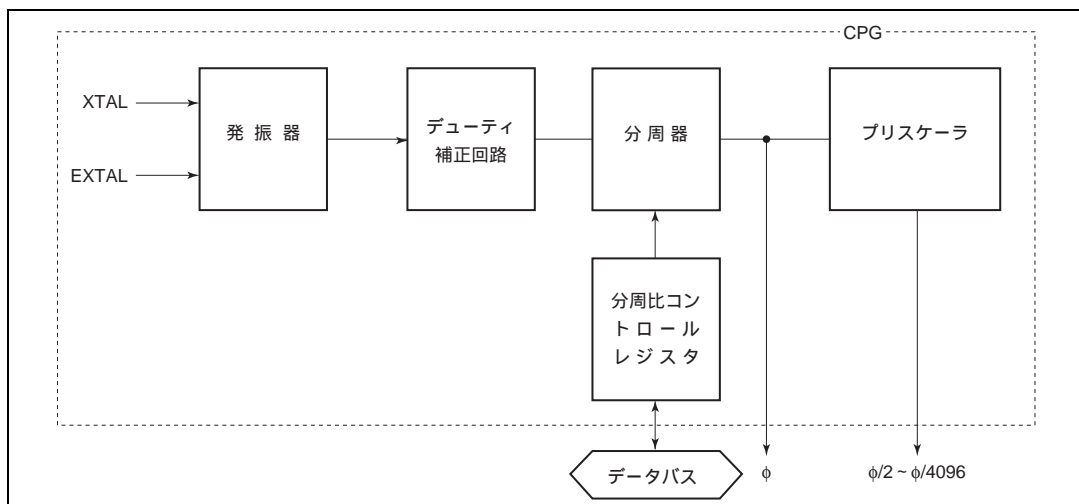 CPG
XTAL
EXTAL
発振器
デューティ
補正回路
分周器
プリスケーラ
分周比コン
トロール
レジスタ
データバス
φ
φ/2～φ/4096